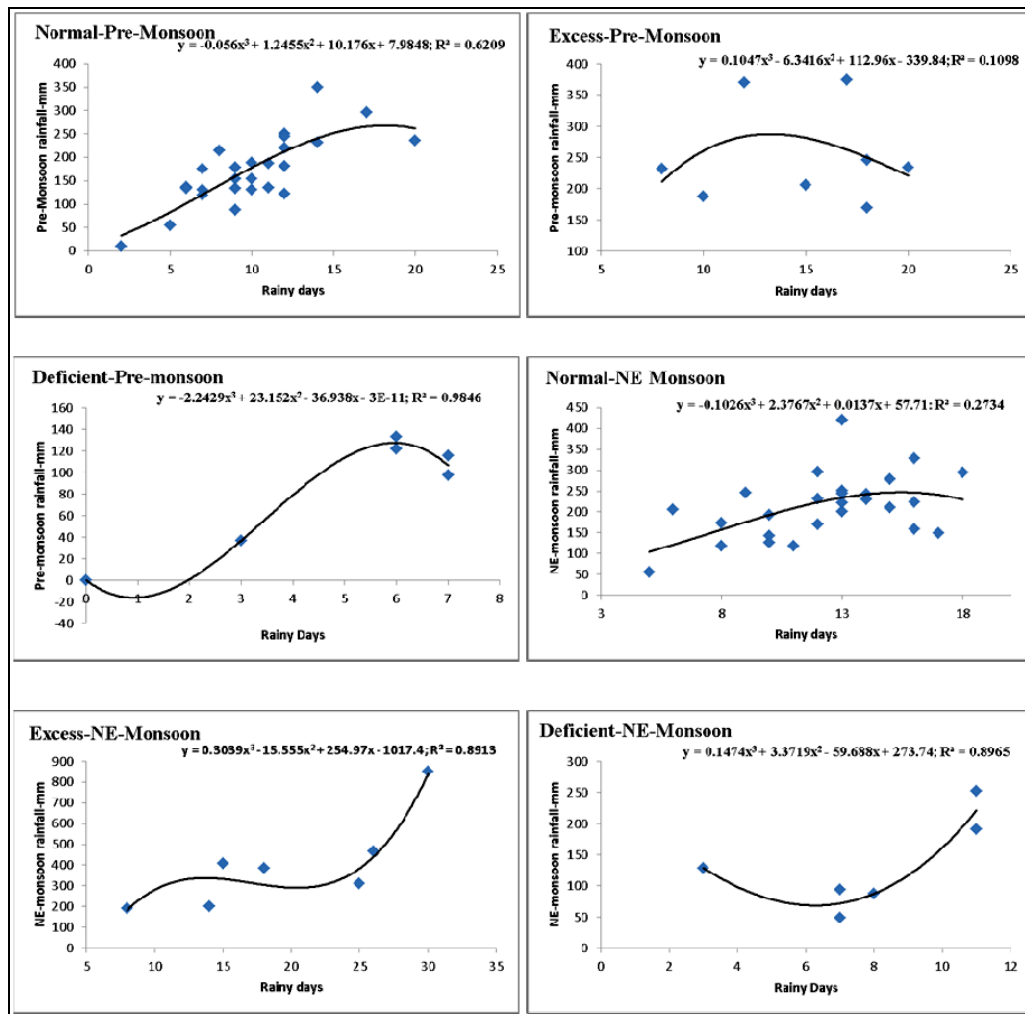 Normal-Pre-Monsoon
y = -0.056x³ + 1.2455x² + 10.176x + 7.9848; R² = 0.6209
400
350
300
250
200
150
100
50
0
Pre-Monsoon rainfall-mm
0 5 10 15 20 25
Rainy days
Excess-Pre-Monsoon
y = 0.1047x³ - 6.3416x² + 112.96x - 339.84; R² = 0.1098
400
350
300
250
200
150
100
Pre-monsoon rainfall-mm
5 10 15 20 25
Rainy days
Deficient-Pre-monsoon
y = -2.2429x³ + 23.152x² - 36.938x - 3E-11; R² = 0.9846
160
140
120
100
80
60
40
20
0
-20
-40
Pre-monsoon rainfall-mm
0 1 2 3 4 5 6 7 8
Rainy Days
Normal-NE Monsoon
y = -0.1026x³ + 2.3767x² + 0.0137x + 57.71; R² = 0.2734
450
400
350
300
250
200
150
100
50
0
NE-monsoon rainfall-mm
3 8 13 18
Rainy days
Excess-NE-Monsoon
y = 0.3039x³ - 15.555x² + 254.97x - 1017.4; R² = 0.8913
900
800
700
600
500
400
300
200
100
0
NE-monsoon rainfall-mm
5 10 15 20 25 30 35
Rainy days
Deficient-NE-Monsoon
y = 0.1474x³ + 3.3719x² - 59.688x + 273.74; R² = 0.8965
300
250
200
150
100
50
0
NE-monsoon rainfall-mm
0 2 4 6 8 10 12
Rainy Days